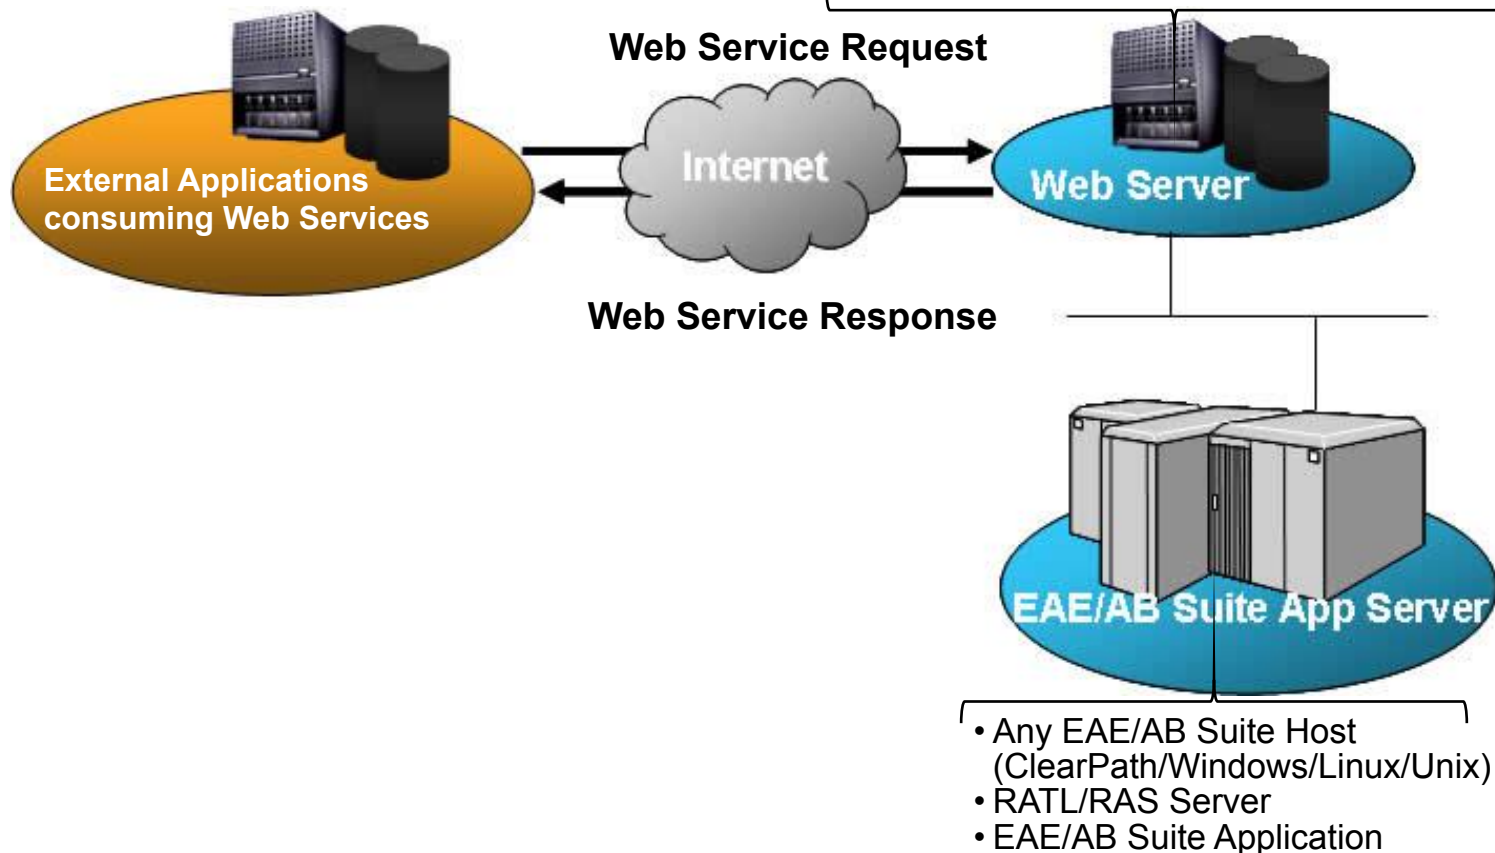 Web Service Request
External Applications
consuming Web Services
Internet
Web Server
Web Service Response
EAE/AB Suite App Server
• Any EAE/AB Suite Host
(ClearPath/Windows/Linux/Unix)
• RATL/RAS Server
• EAE/AB Suite Application